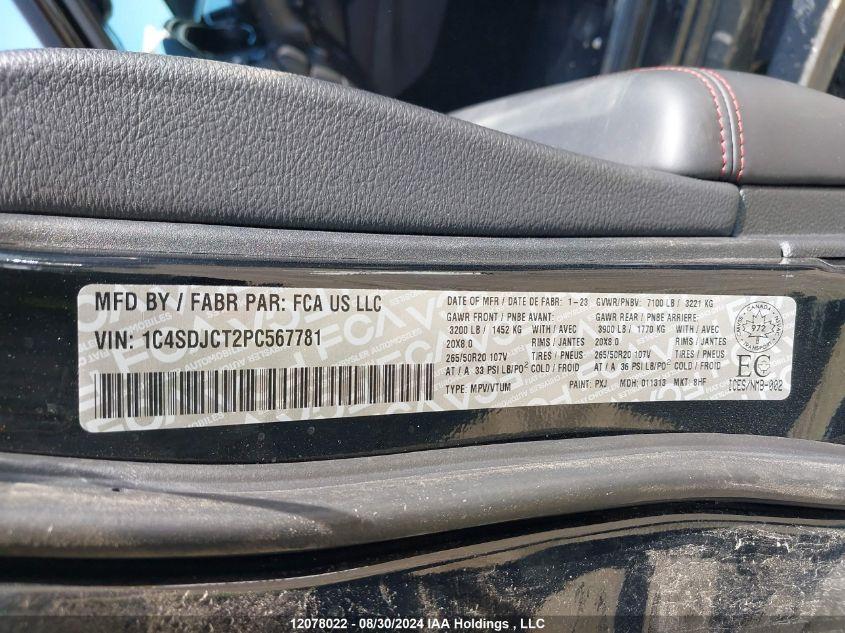 MFD BY / FABR PAR: FCA US LLC
VIN: 1C4SDJCT2PC567781
DATE OF MFR / DATE DE FABR: 1-23 GVWR/PNBV: 7100 LB / 3221 KG
GAWR FRONT / PNBE AVANT: GAWR REAR / PNBE ARRIERE:
3200 LB / 1452 KG WITH / AVEC 3900 LB / 1770 KG WITH / AVEC
20X8.0 RIMS / JANTES 20X8.0 RIMS / JANTES
265/50R20 107V TIRES / PNEUS 265/50R20 107V TIRES / PNEUS
AT / A 33 PSI LB/PO² COLD / FROID AT / A 36 PSI LB/PO² COLD / FROID
TYPE: MPV/VTUM PAINT: PXJ MDH: 011313 MKT: 8HF
CANADA
972
TRANSPORT
EC
ICES/NMB-002
12078022 - 08/30/2024 IAA Holdings , LLC